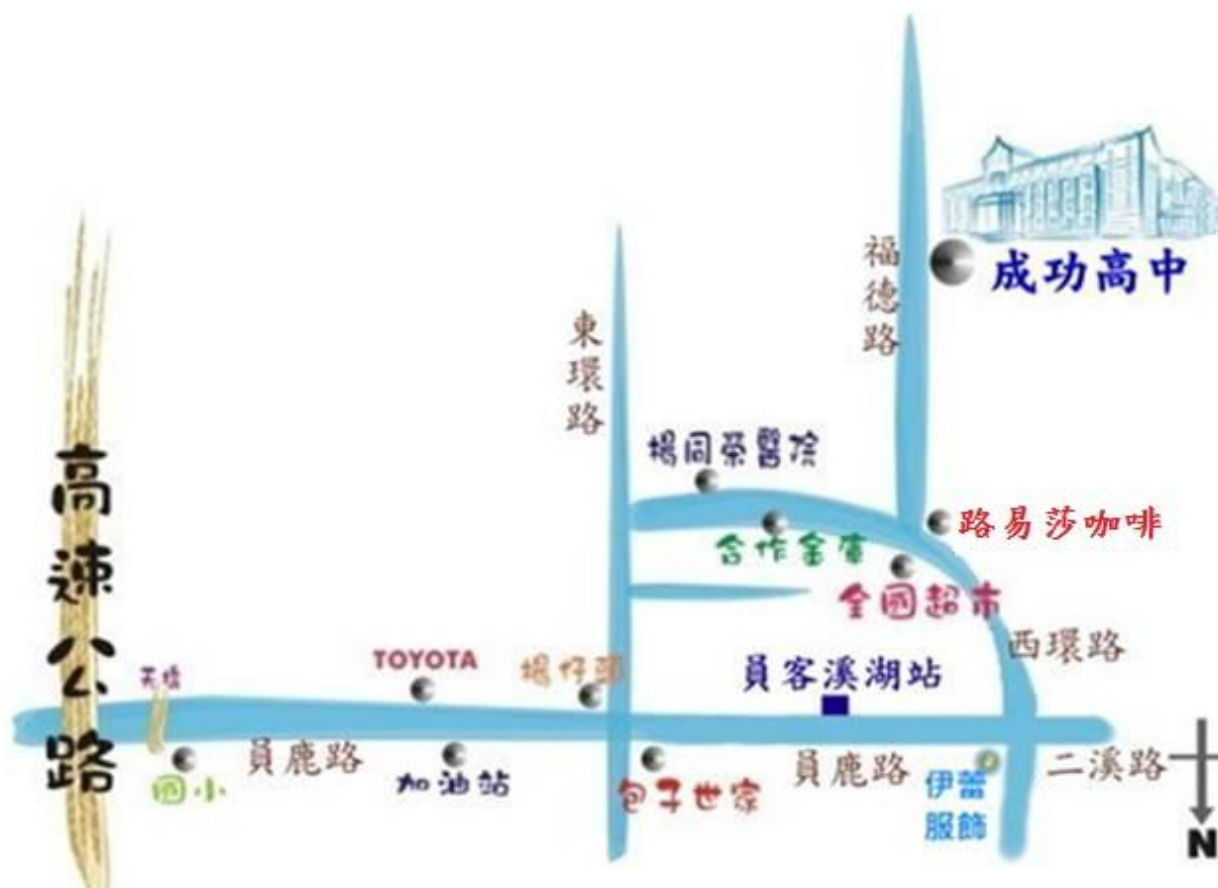 成功高中
福德路
東環路
楊同榮醫院
路易莎咖啡
合作金庫
全國超市
高速公路
西環路
天橋
TOYOTA
楊仔頭
員客溪湖站
國小
員鹿路
加油站
包子世家
員鹿路
伊蕾
服飾
二溪路
N